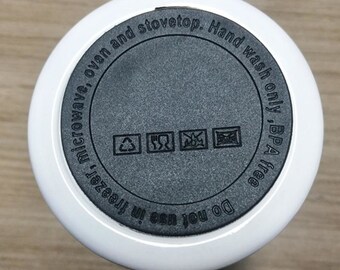 Do not use in freezer, microwave, oven and stovetop. Hand wash only ,BPA free